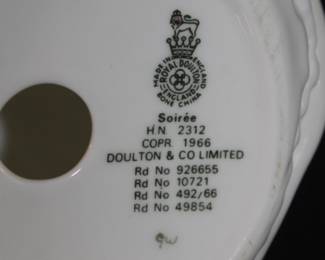 MADE IN ENGLAND
ROYAL DOULTON
ENGLAND
BONE CHINA
Soirée
H.N. 2312
COPR. 1966
DOULTON & CO LIMITED
Rd No 926655
Rd No 10721
Rd No 492/66
Rd No 49854